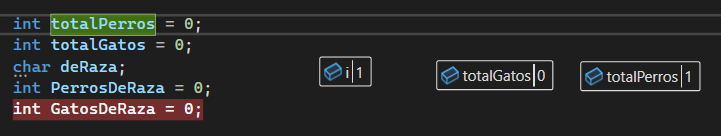 int totalPerros = 0;
int totalGatos = 0;
char deRaza;
int PerrosDeRaza = 0;
int GatosDeRaza = 0;
i 1
totalGatos 0
totalPerros 1